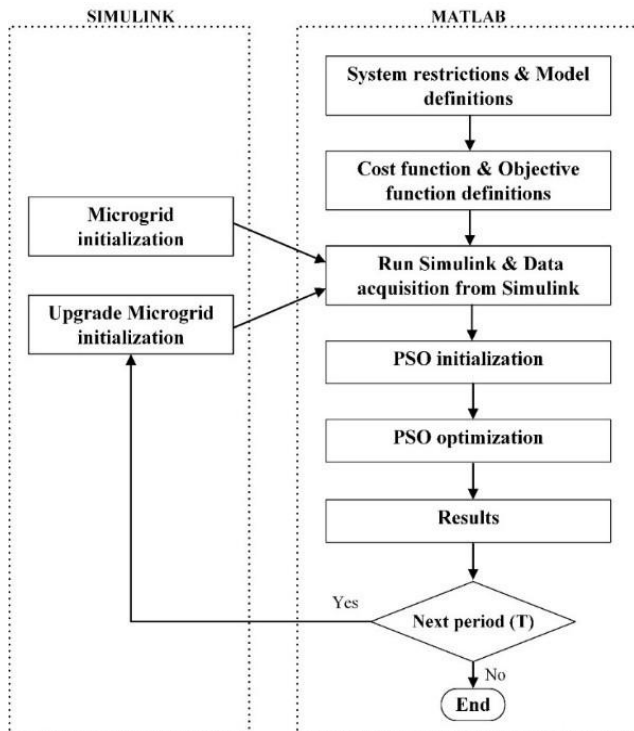 SIMULINK
MATLAB
System restrictions & Model
definitions
Cost function & Objective
function definitions
Microgrid
initialization
Run Simulink & Data
acquisition from Simulink
Upgrade Microgrid
initialization
PSO initialization
PSO optimization
Results
Yes
Next period (T)
No
End